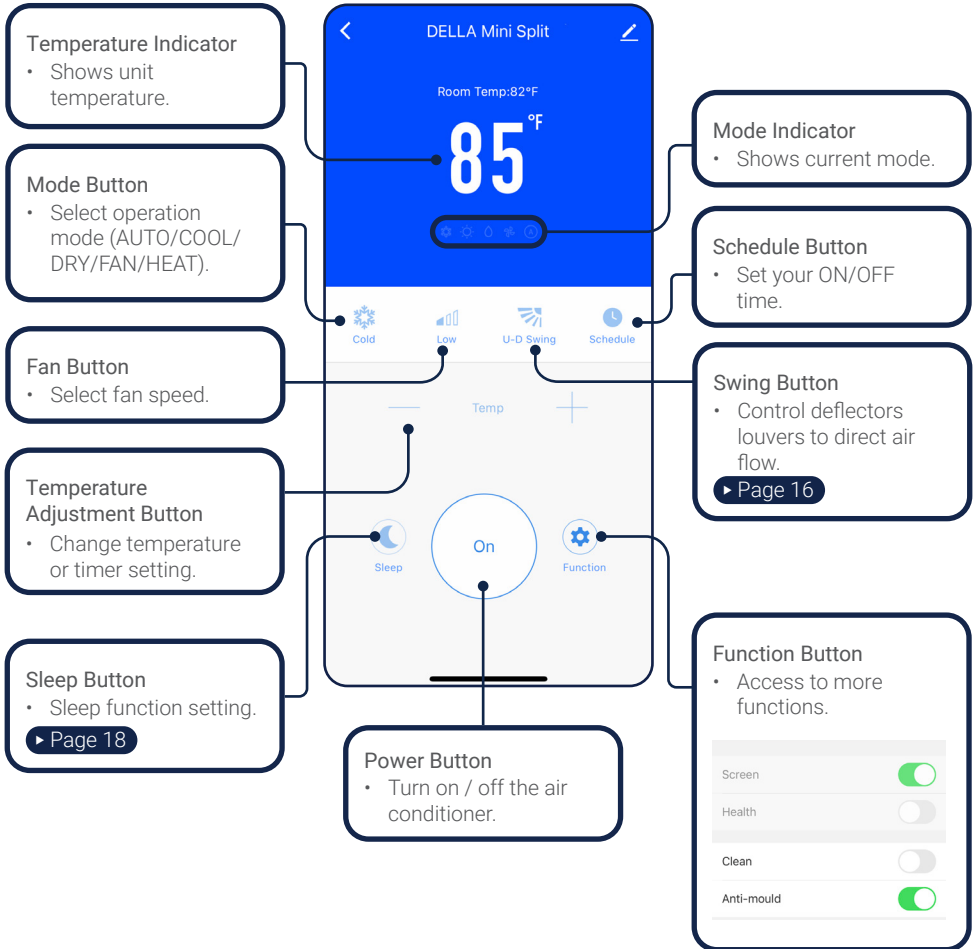 Temperature Indicator
• Shows unit
temperature.
Mode Button
• Select operation
mode (AUTO/COOL/
DRY/FAN/HEAT).
Fan Button
• Select fan speed.
Temperature
Adjustment Button
• Change temperature
or timer setting.
Sleep Button
• Sleep function setting.
▸ Page 18
DELLA Mini Split
Room Temp:82°F
85°F
Cold Low U-D Swing Schedule
— Temp +
Sleep On Function
Power Button
• Turn on / off the air
conditioner.
Mode Indicator
• Shows current mode.
Schedule Button
• Set your ON/OFF
time.
Swing Button
• Control deflectors
louvers to direct air
flow.
▸ Page 16
Function Button
• Access to more
functions.
Screen
Health
Clean
Anti-mould